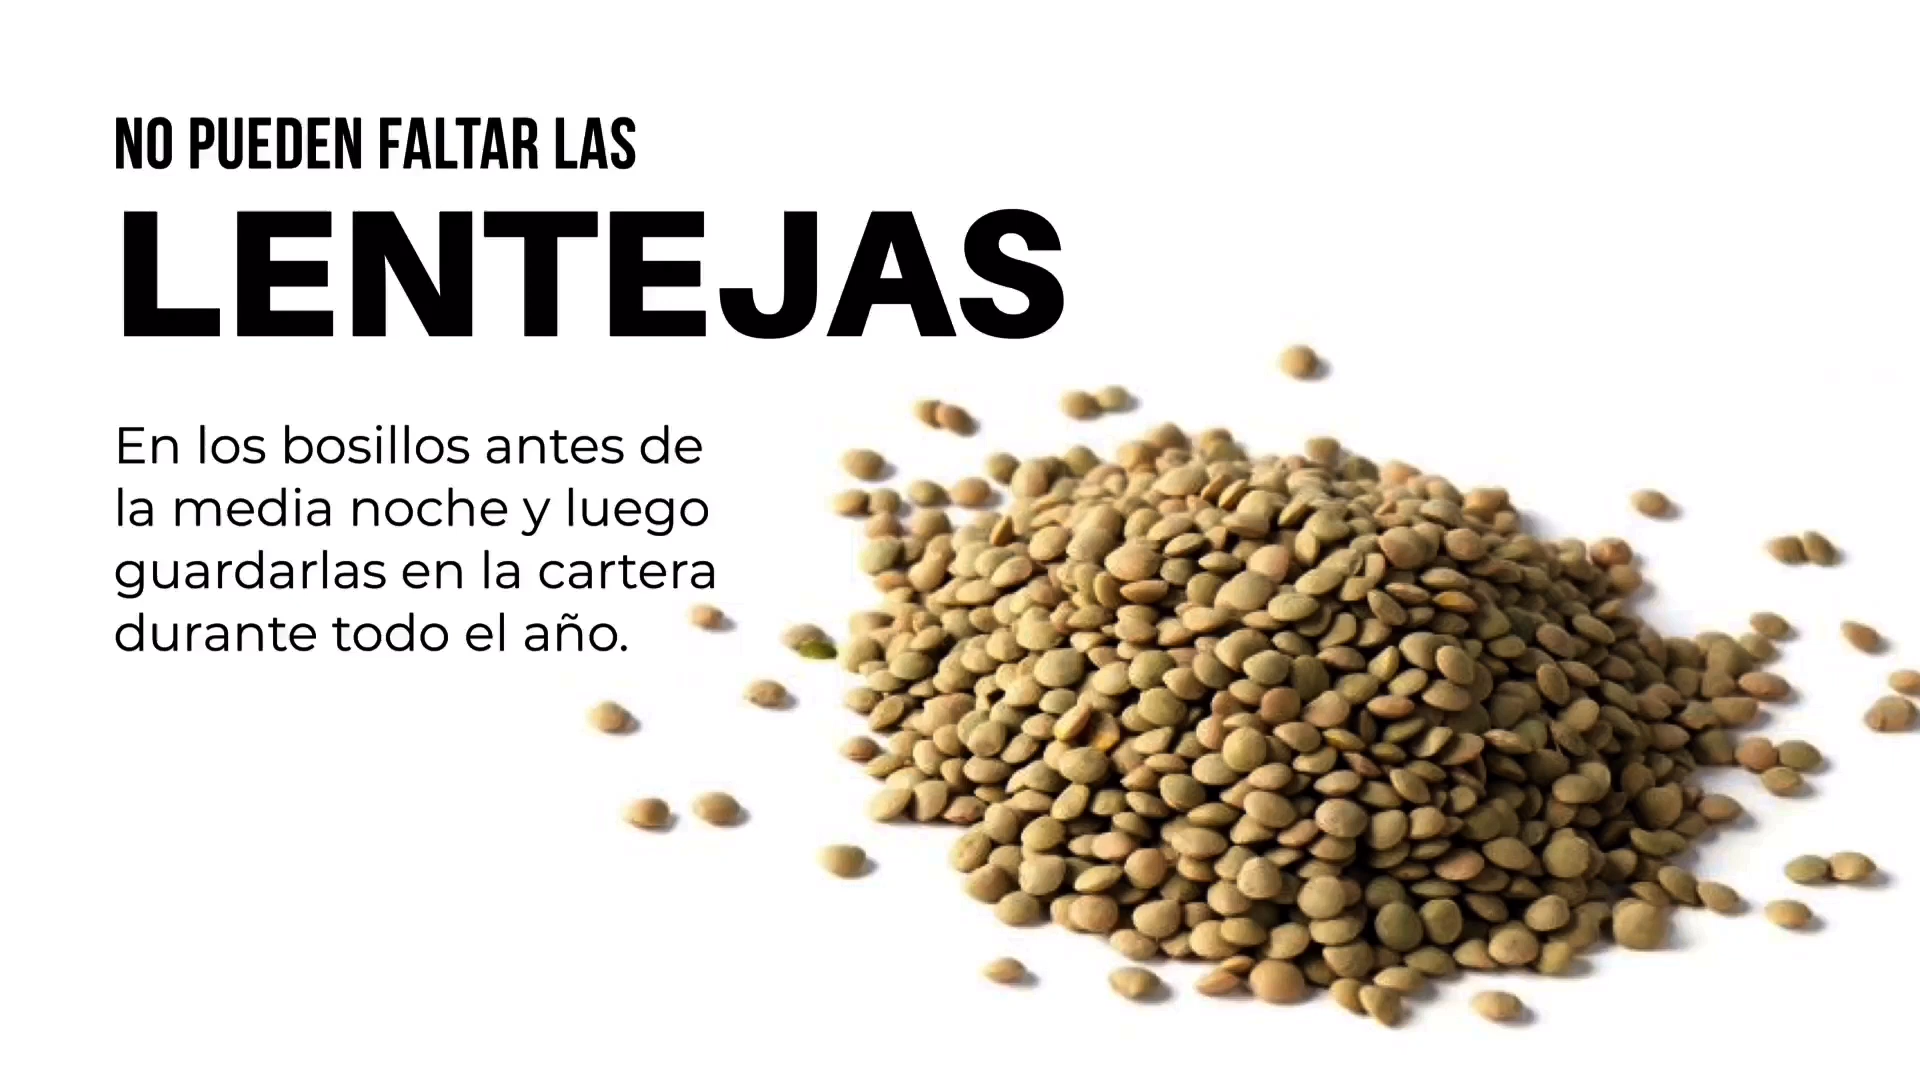 NO PUEDEN FALTAR LAS
LENTEJAS
En los bosillos antes de
la media noche y luego
guardarlas en la cartera
durante todo el año.